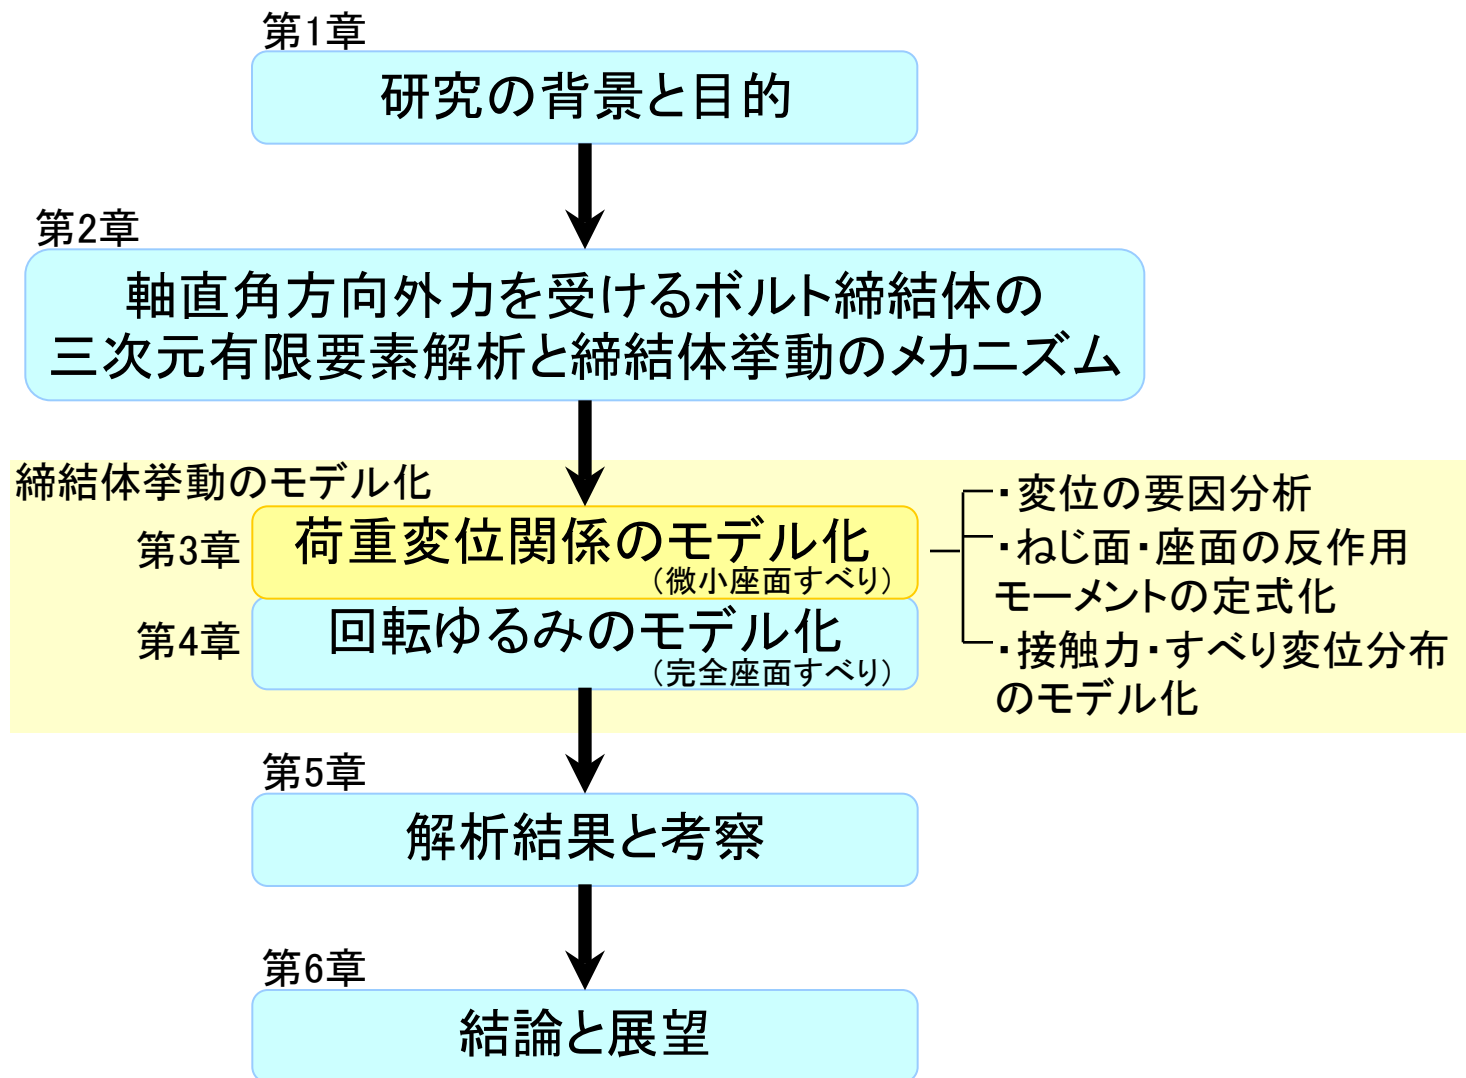 第1章
研究の背景と目的
第2章
軸直角方向外力を受けるボルト締結体の
三次元有限要素解析と締結体挙動のメカニズム
締結体挙動のモデル化
第3章
荷重変位関係のモデル化
（微小座面すべり）
第4章
回転ゆるみのモデル化
（完全座面すべり）
・変位の要因分析
・ねじ面・座面の反作用
モーメントの定式化
・接触力・すべり変位分布
のモデル化
第5章
解析結果と考察
第6章
結論と展望